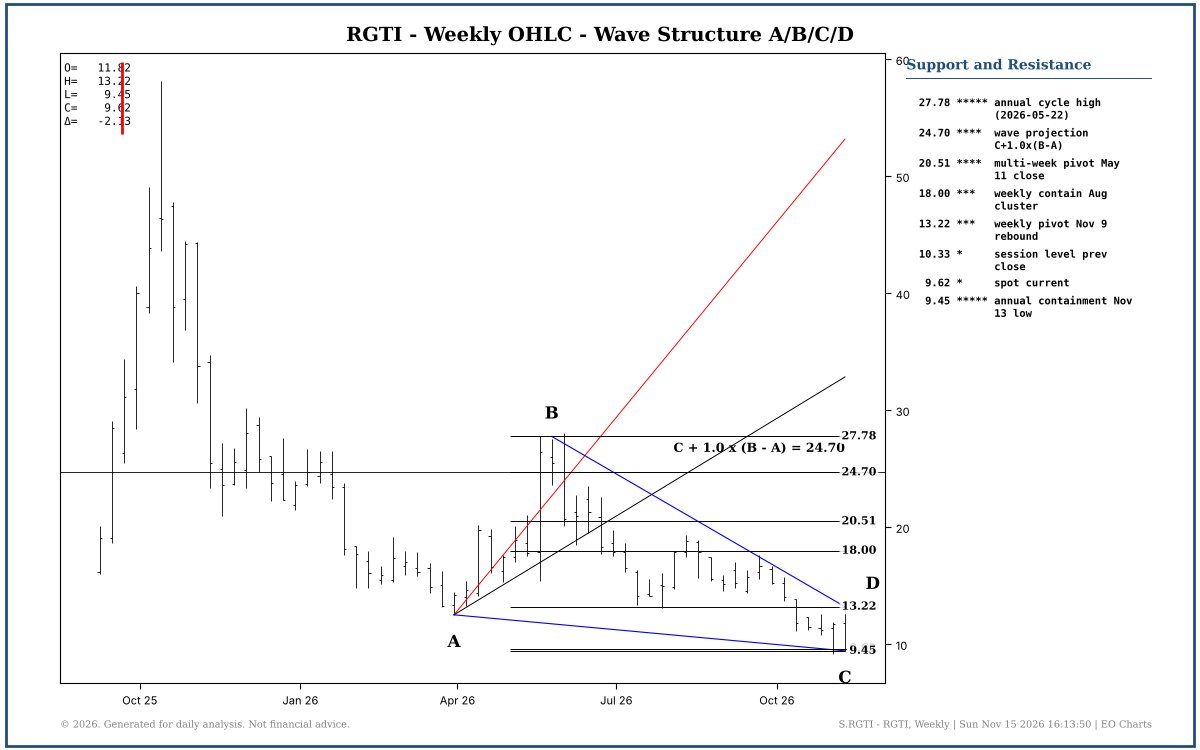 RGTI - Weekly OHLC - Wave Structure A/B/C/D
O= 11.82
H= 13.22
L= 9.45
C= 9.62
Δ= -2.13
60
50
40
30
20
10
B
C + 1.0 x (B - A) = 24.70
27.78
24.70
20.51
18.00
D
13.22
A
9.45
C
Oct 25
Jan 26
Apr 26
Jul 26
Oct 26
Support and Resistance
27.78 ***** annual cycle high
(2026-05-22)
24.70 **** wave projection
C+1.0x(B-A)
20.51 **** multi-week pivot May
11 close
18.00 *** weekly contain Aug
cluster
13.22 *** weekly pivot Nov 9
rebound
10.33 * session level prev
close
9.62 * spot current
9.45 ***** annual containment Nov
13 low
© 2026. Generated for daily analysis. Not financial advice.
S.RGTI - RGTI, Weekly | Sun Nov 15 2026 16:13:50 | EO Charts